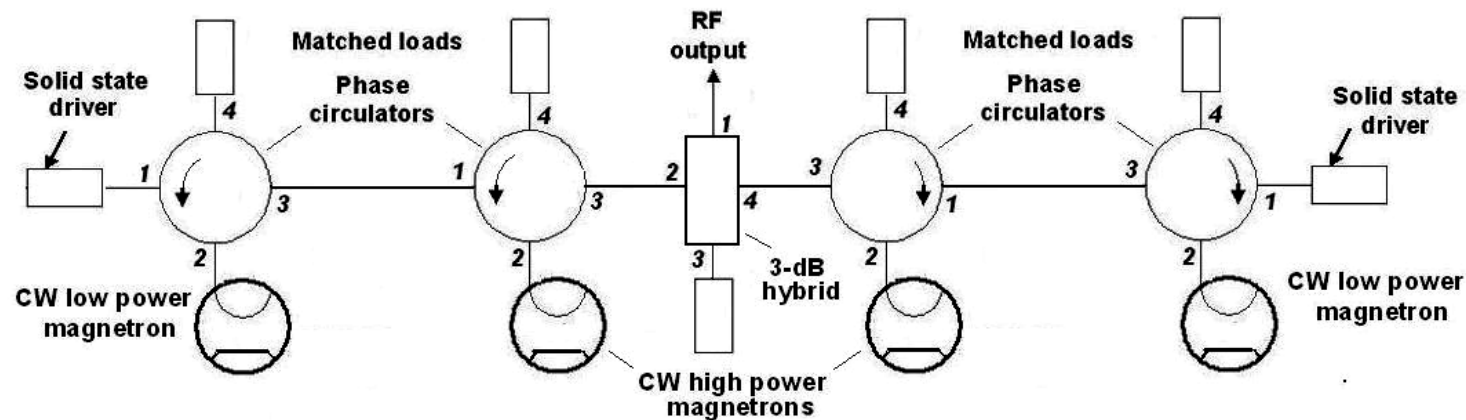 RF
output
Matched loads
Matched loads
Phase
circulators
Phase
circulators
Solid state
driver
Solid state
driver
4
4
1
4
4
1
3
1
3
2
4
3
1
3
1
2
2
3
2
2
3-dB
hybrid
CW low power
magnetron
CW low power
magnetron
CW high power
magnetrons